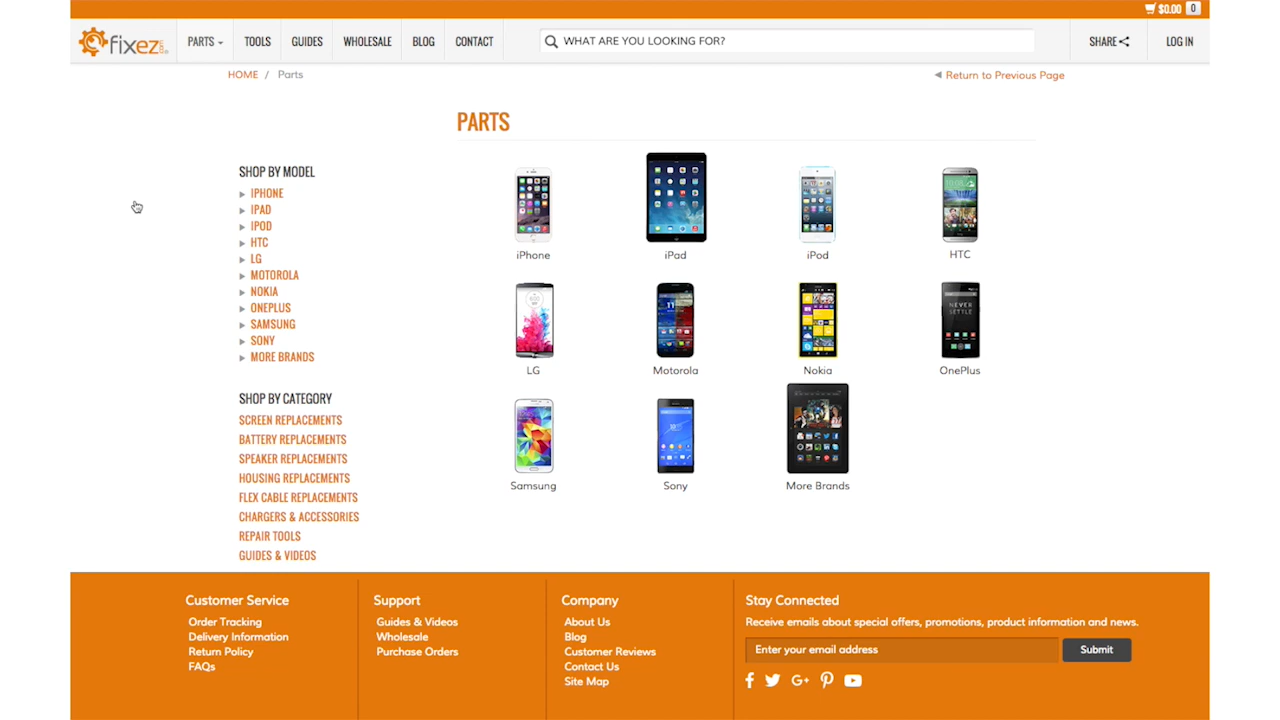 $0.00 0
fixez.com
PARTS TOOLS GUIDES WHOLESALE BLOG CONTACT WHAT ARE YOU LOOKING FOR? SHARE LOG IN
HOME / Parts Return to Previous Page
PARTS
SHOP BY MODEL
IPHONE
IPAD
IPOD
HTC
LG
MOTOROLA
NOKIA
ONEPLUS
SAMSUNG
SONY
MORE BRANDS
SHOP BY CATEGORY
SCREEN REPLACEMENTS
BATTERY REPLACEMENTS
SPEAKER REPLACEMENTS
HOUSING REPLACEMENTS
FLEX CABLE REPLACEMENTS
CHARGERS & ACCESSORIES
REPAIR TOOLS
GUIDES & VIDEOS
iPhone iPad iPod HTC
NEVER
SETTLE
LG Motorola Nokia OnePlus
Samsung Sony More Brands
Customer Service
Order Tracking
Delivery Information
Return Policy
FAQs
Support
Guides & Videos
Wholesale
Purchase Orders
Company
About Us
Blog
Customer Reviews
Contact Us
Site Map
Stay Connected
Receive emails about special offers, promotions, product information and news.
Enter your email address Submit